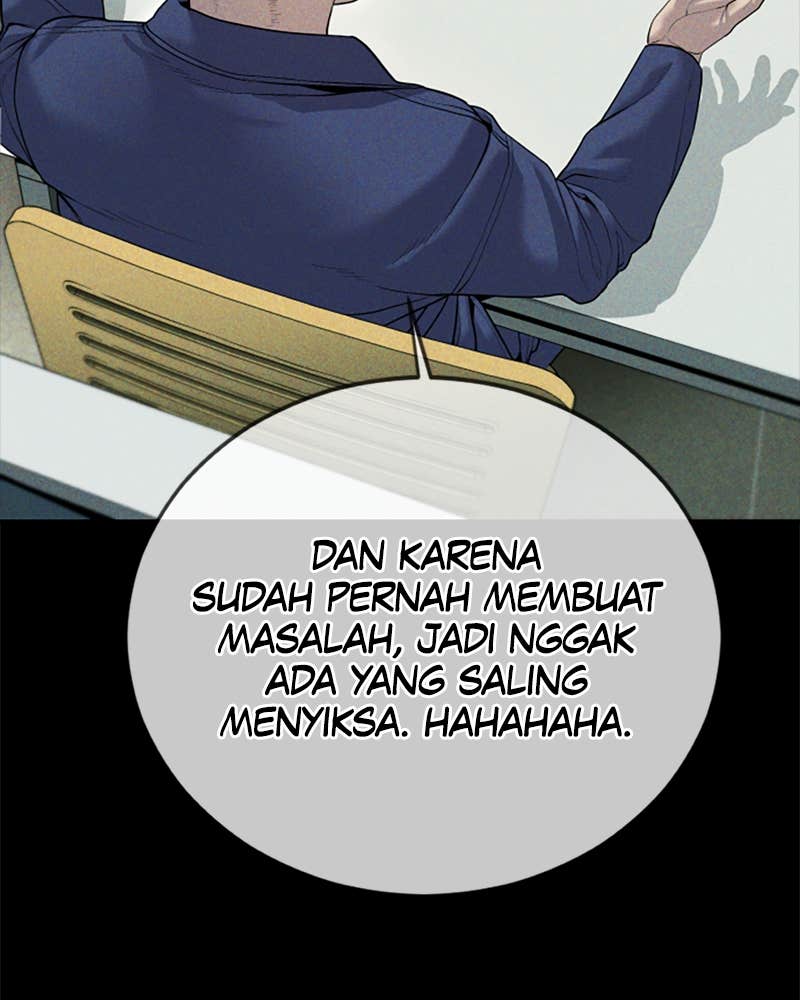 DAN KARENA
SUDAH PERNAH MEMBUAT
MASALAH, JADI NGGAK
ADA YANG SALING
MENYIKSA. HAHAHAHA.